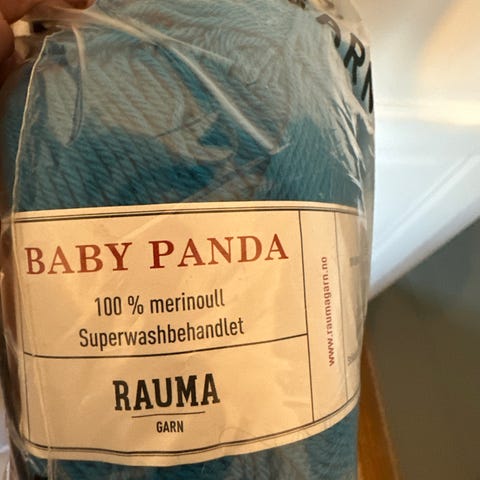 BABY PANDA
100 % merinoull
Superwashbehandlet
RAUMA
GARN
www.raumagarn.no